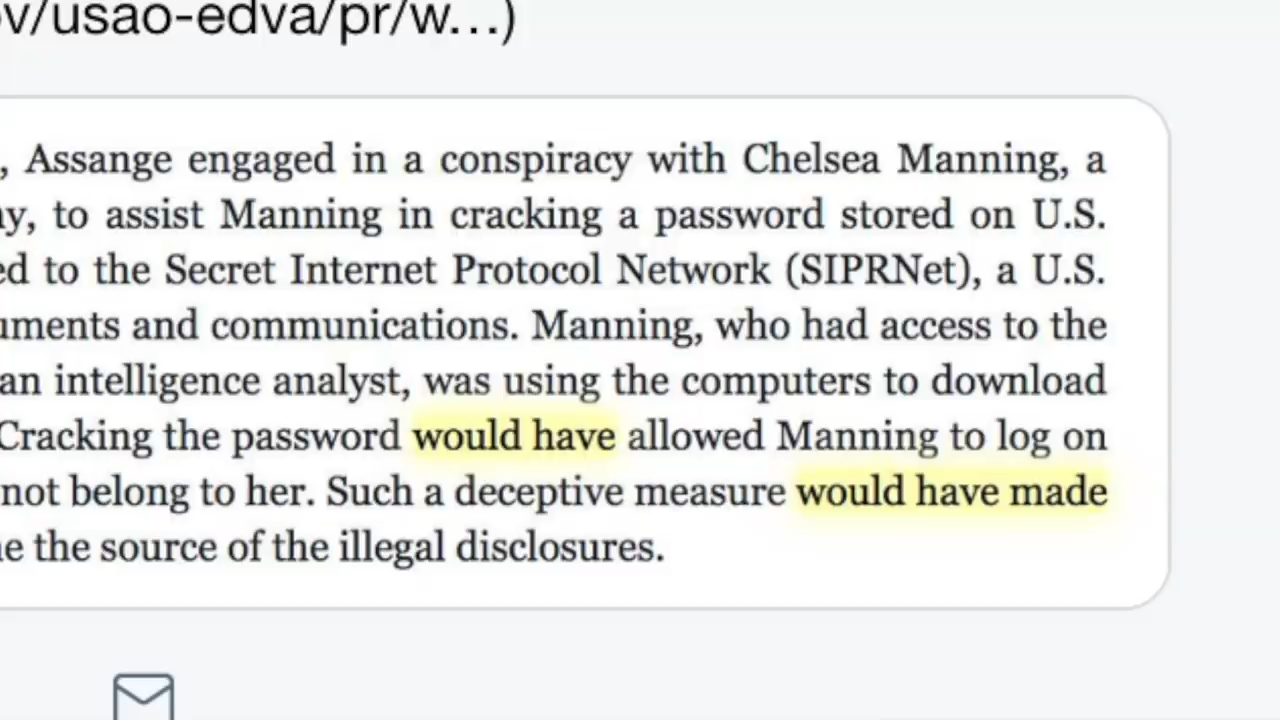 ov/usao-edva/pr/w...)
, Assange engaged in a conspiracy with Chelsea Manning, a
ny, to assist Manning in cracking a password stored on U.S.
ed to the Secret Internet Protocol Network (SIPRNet), a U.S.
uments and communications. Manning, who had access to the
an intelligence analyst, was using the computers to download
Cracking the password would have allowed Manning to log on
not belong to her. Such a deceptive measure would have made
e the source of the illegal disclosures.